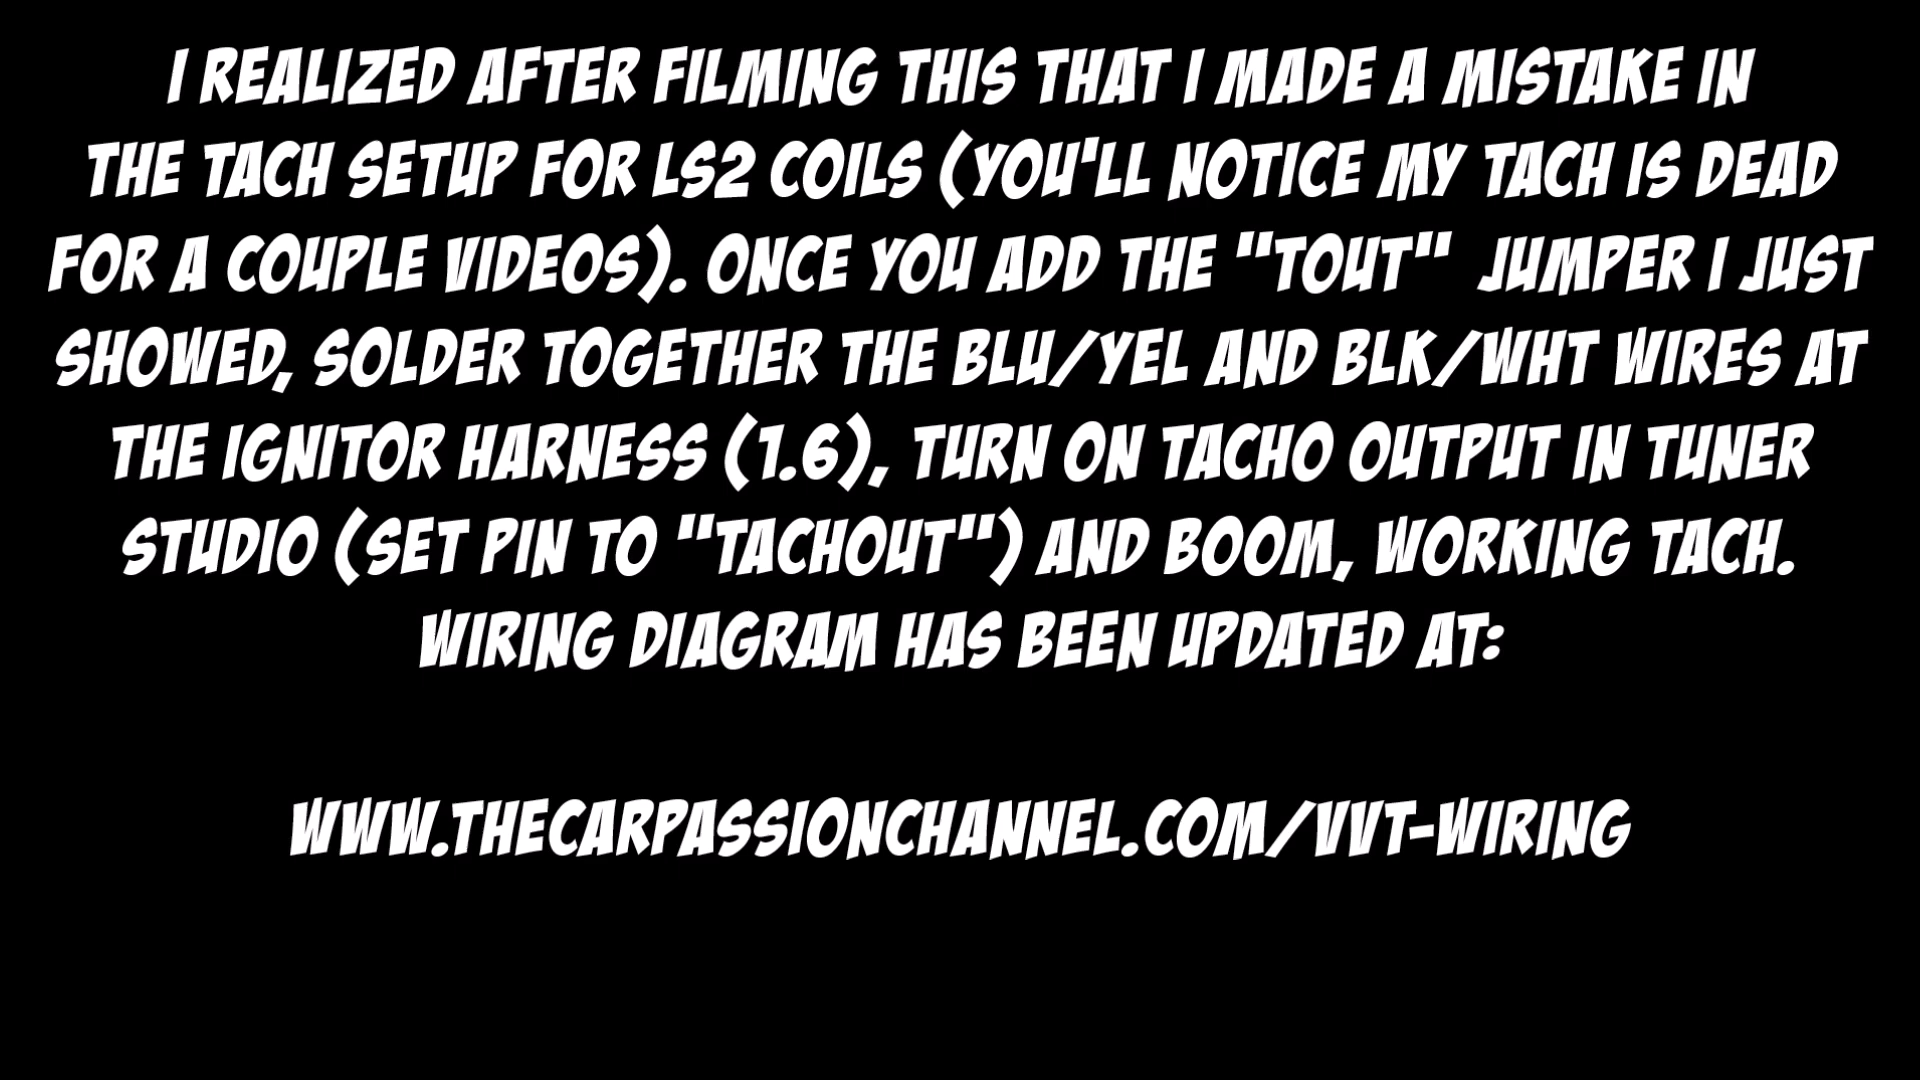 I REALIZED AFTER FILMING THIS THAT I MADE A MISTAKE IN
THE TACH SETUP FOR LS2 COILS (YOU'LL NOTICE MY TACH IS DEAD
FOR A COUPLE VIDEOS). ONCE YOU ADD THE "TOUT" JUMPER I JUST
SHOWED, SOLDER TOGETHER THE BLU/YEL AND BLK/WHT WIRES AT
THE IGNITOR HARNESS (1.6), TURN ON TACHO OUTPUT IN TUNER
STUDIO (SET PIN TO "TACHOUT") AND BOOM, WORKING TACH.
WIRING DIAGRAM HAS BEEN UPDATED AT:
WWW.THECARPASSIONCHANNEL.COM/VVT-WIRING